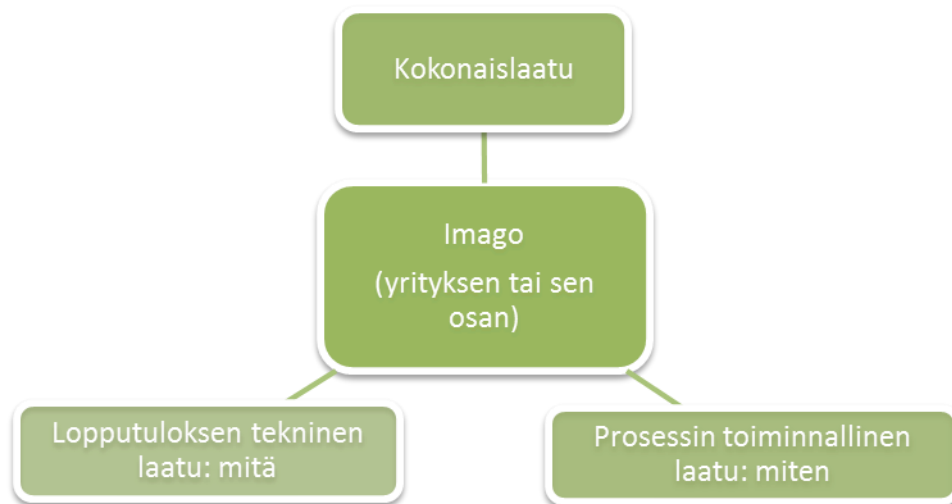 Kokonaislaatu
Imago
(yrityksen tai sen
osan)
Lopputuloksen tekninen
laatu: mitä
Prosessin toiminnallinen
laatu: miten